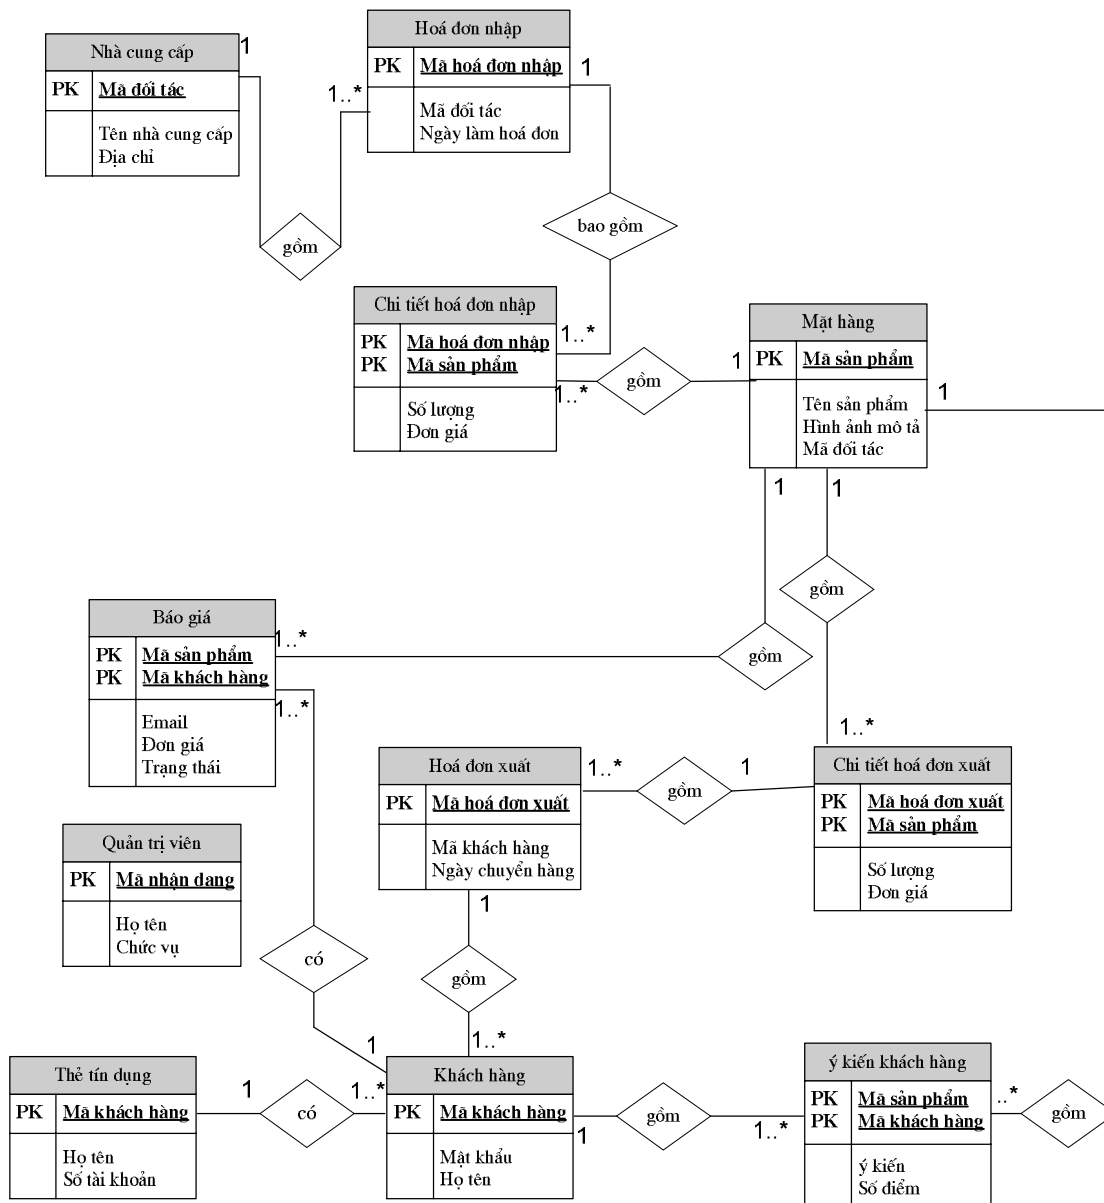 Nhà cung cấp
PK Mã đối tác
Tên nhà cung cấp
Địa chỉ
1
1..*
gồm
Hoá đơn nhập
PK Mã hoá đơn nhập
Mã đối tác
Ngày làm hoá đơn
1
bao gồm
1..*
Chi tiết hoá đơn nhập
PK Mã hoá đơn nhập
PK Mã sản phẩm
Số lượng
Đơn giá
1..*
gồm
1
Mặt hàng
PK Mã sản phẩm
Tên sản phẩm
Hình ảnh mô tả
Mã đối tác
1
1
1
gồm
gồm
1..*
1..*
Báo giá
PK Mã sản phẩm
PK Mã khách hàng
Email
Đơn giá
Trạng thái
1..*
Hoá đơn xuất
PK Mã hoá đơn xuất
Mã khách hàng
Ngày chuyển hàng
1..*
gồm
1
Chi tiết hoá đơn xuất
PK Mã hoá đơn xuất
PK Mã sản phẩm
Số lượng
Đơn giá
Quản trị viên
PK Mã nhận dang
Họ tên
Chức vụ
có
1
1
gồm
1..*
Thẻ tín dụng
PK Mã khách hàng
Họ tên
Số tài khoản
1
có
1..*
Khách hàng
PK Mã khách hàng
Mật khẩu
Họ tên
1
gồm
1..*
ý kiến khách hàng
PK Mã sản phẩm
PK Mã khách hàng
ý kiến
Số điểm
..*
gồm